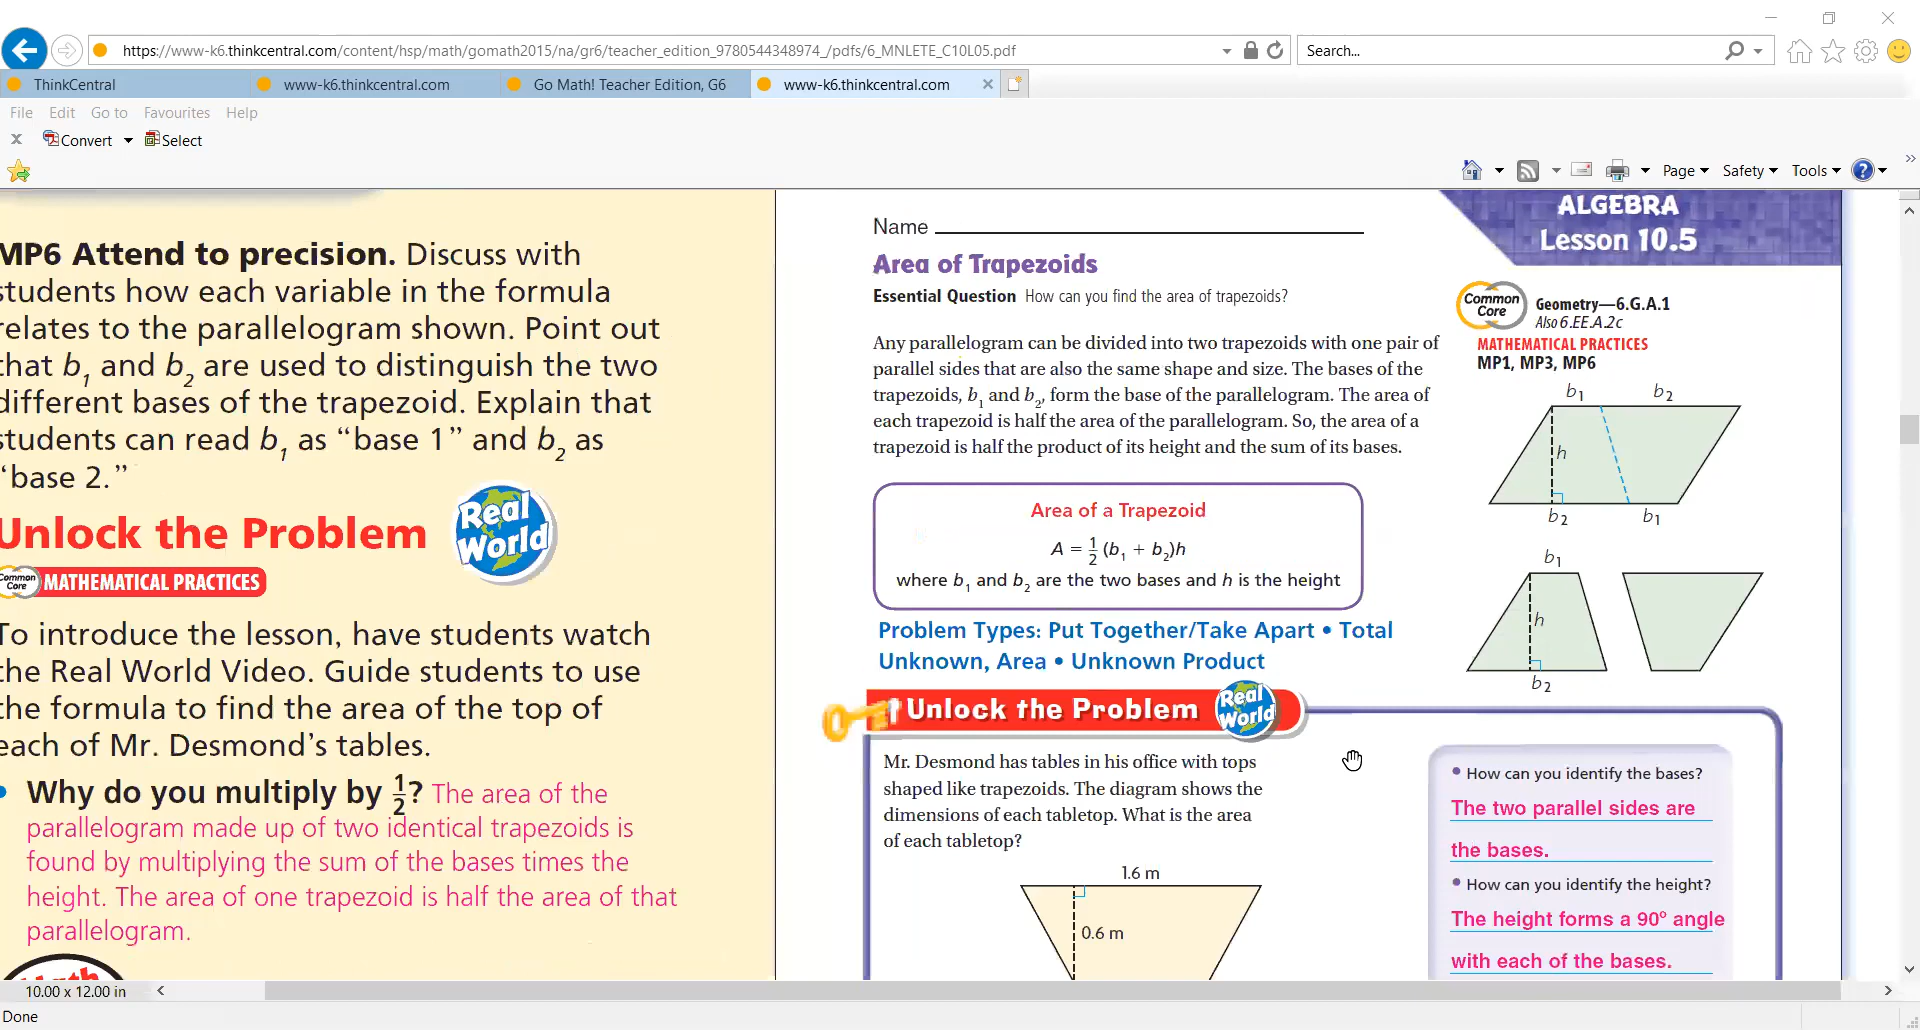 https://www-k6.thinkcentral.com/content/hsp/math/gomath2015/na/gr6/teacher_edition_9780544348974_/pdfs/6_MNLETE_C10L05.pdf
Search...
ThinkCentral
www-k6.thinkcentral.com
Go Math! Teacher Edition, G6
www-k6.thinkcentral.com
File Edit Go to Favourites Help
x Convert Select
Page Safety Tools
MP6 Attend to precision. Discuss with
students how each variable in the formula
relates to the parallelogram shown. Point out
that b₁ and b₂ are used to distinguish the two
different bases of the trapezoid. Explain that
students can read b₁ as “base 1” and b₂ as
“base 2.”
Unlock the Problem
Real World
Common Core MATHEMATICAL PRACTICES
To introduce the lesson, have students watch
the Real World Video. Guide students to use
the formula to find the area of the top of
each of Mr. Desmond’s tables.
• Why do you multiply by 1/2? The area of the
parallelogram made up of two identical trapezoids is
found by multiplying the sum of the bases times the
height. The area of one trapezoid is half the area of that
parallelogram.
Name
ALGEBRA
Lesson 10.5
Area of Trapezoids
Essential Question How can you find the area of trapezoids?
Common Core
Geometry—6.G.A.1
Also 6.EE.A.2c
MATHEMATICAL PRACTICES
MP1, MP3, MP6
Any parallelogram can be divided into two trapezoids with one pair of
parallel sides that are also the same shape and size. The bases of the
trapezoids, b₁ and b₂, form the base of the parallelogram. The area of
each trapezoid is half the area of the parallelogram. So, the area of a
trapezoid is half the product of its height and the sum of its bases.
b₁ b₂
h
b₂ b₁
b₁
h
b₂
Area of a Trapezoid
A = 1/2 (b₁ + b₂)h
where b₁ and b₂ are the two bases and h is the height
Problem Types: Put Together/Take Apart • Total
Unknown, Area • Unknown Product
Unlock the Problem
Real World
Mr. Desmond has tables in his office with tops
shaped like trapezoids. The diagram shows the
dimensions of each tabletop. What is the area
of each tabletop?
1.6 m
0.6 m
• How can you identify the bases?
The two parallel sides are
the bases.
• How can you identify the height?
The height forms a 90° angle
with each of the bases.
10.00 x 12.00 in
Done